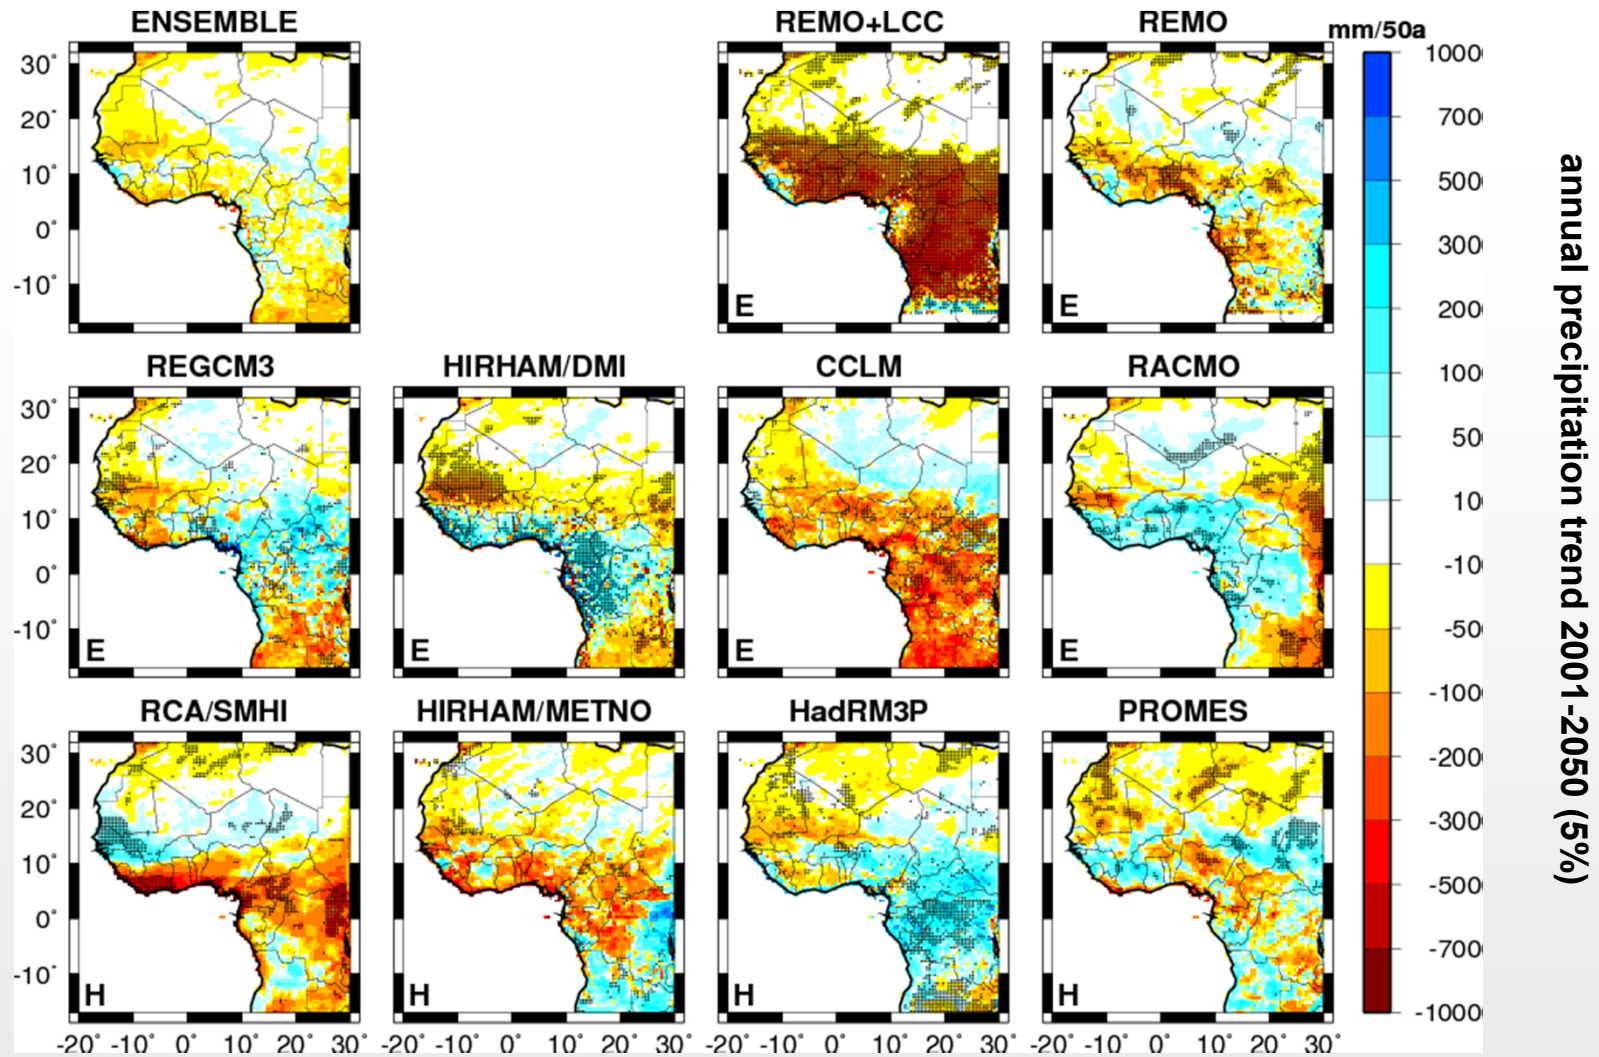 ENSEMBLE
REMO+LCC
REMO
mm/50a
30°
20°
10°
0°
-10°
E
E
REGCM3
HIRHAM/DMI
CCLM
RACMO
30°
20°
10°
0°
-10°
E
E
E
E
RCA/SMHI
HIRHAM/METNO
HadRM3P
PROMES
30°
20°
10°
0°
-10°
H
H
H
H
-20° -10° 0° 10° 20° 30°
-20° -10° 0° 10° 20° 30°
-20° -10° 0° 10° 20° 30°
-20° -10° 0° 10° 20° 30°
1000
700
500
300
200
100
50
10
-10
-50
-100
-200
-300
-500
-700
-1000
annual precipitation trend 2001-2050 (5%)